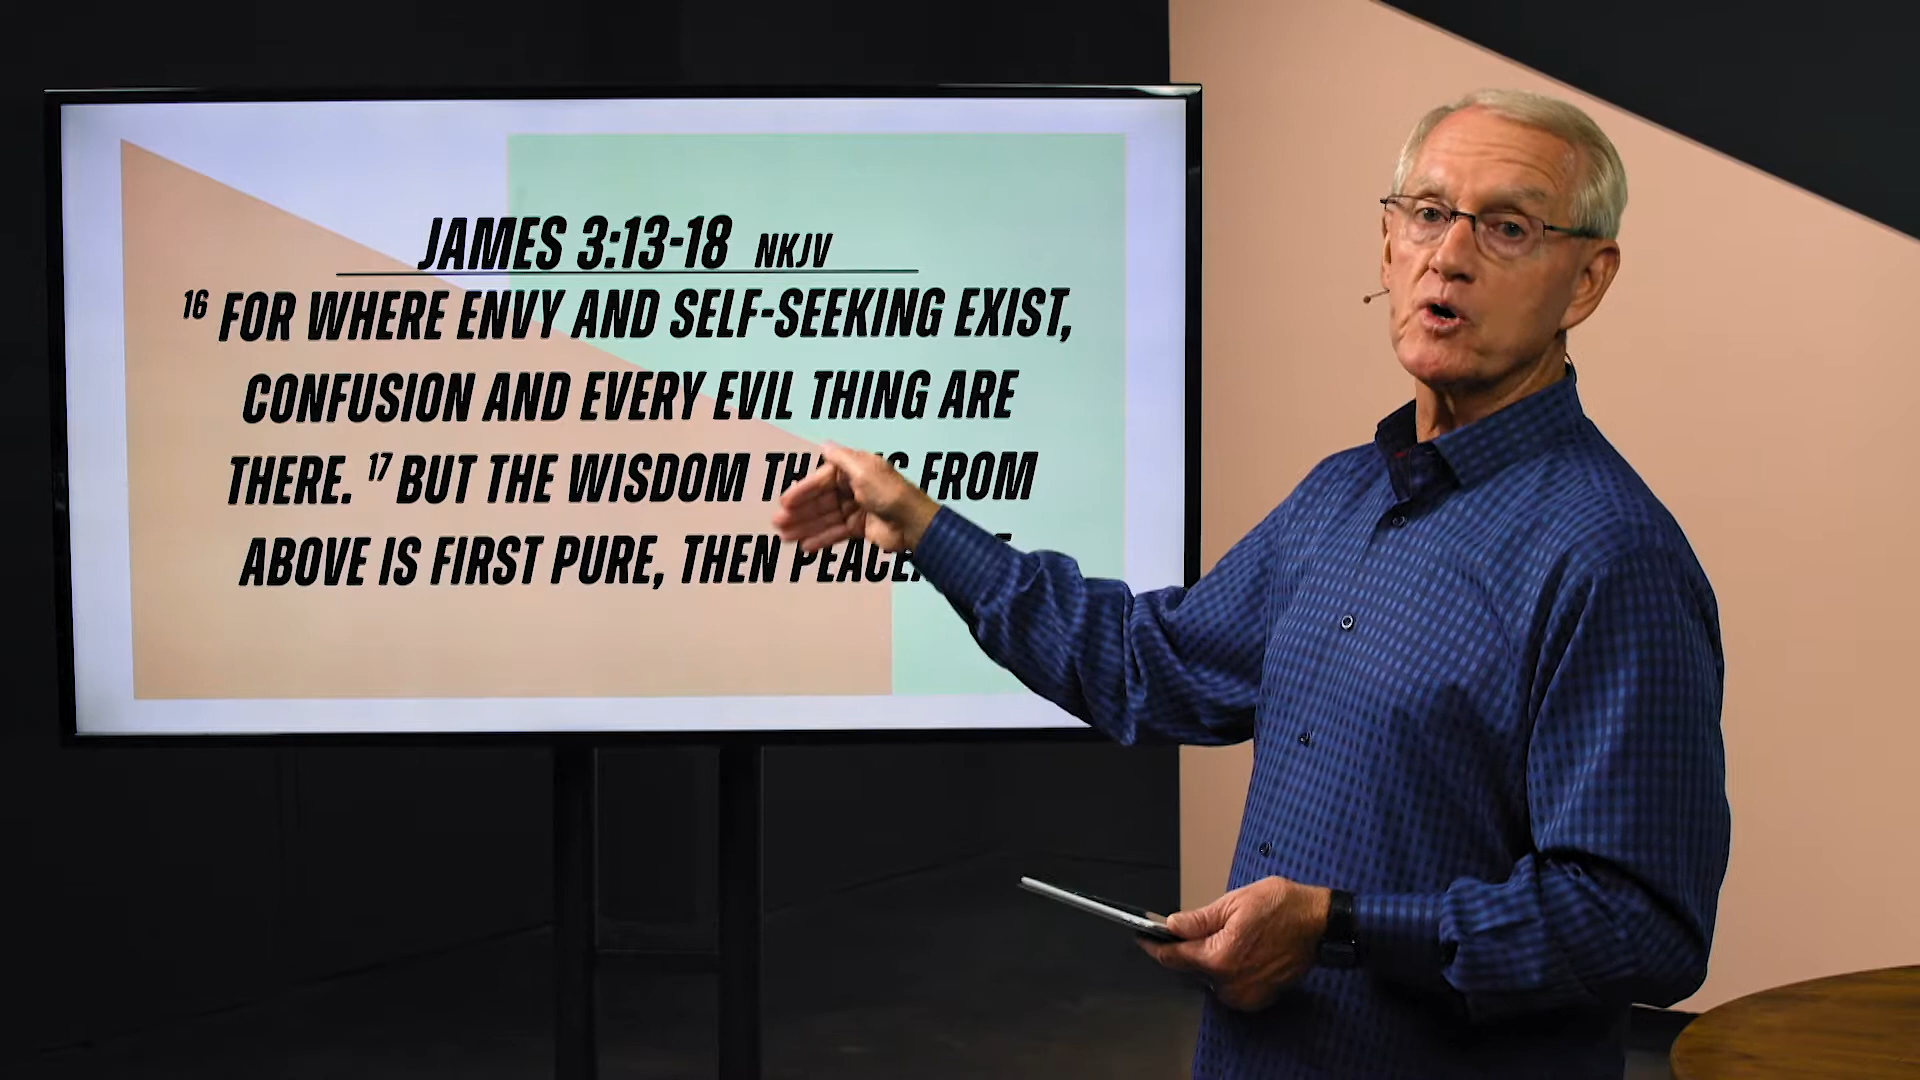 JAMES 3:13-18 NKJV
16 FOR WHERE ENVY AND SELF-SEEKING EXIST,
CONFUSION AND EVERY EVIL THING ARE
THERE. 17 BUT THE WISDOM FROM
ABOVE IS FIRST PURE, THEN